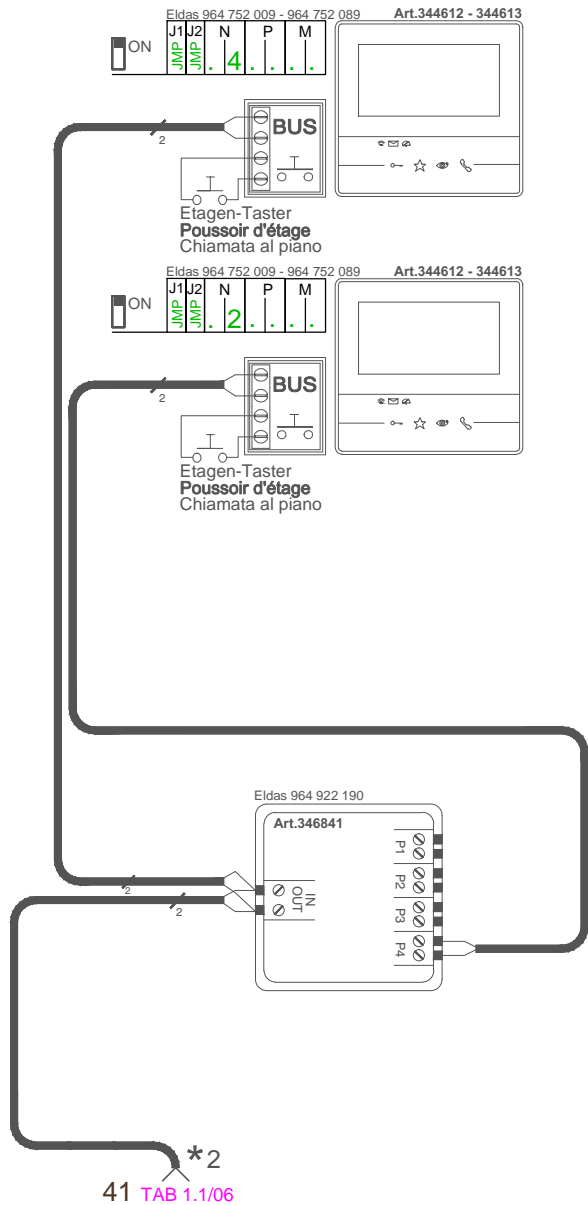 Eldas 964 752 009 - 964 752 089 Art.344612 - 344613
ON J1 J2 N P M
JMP JMP . 4 . . . .
2
BUS
Etagen-Taster
Poussoir d'étage
Chiamata al piano
Eldas 964 752 009 - 964 752 089 Art.344612 - 344613
ON J1 J2 N P M
JMP JMP . 2 . . . .
2
BUS
Etagen-Taster
Poussoir d'étage
Chiamata al piano
Eldas 964 922 190
Art.346841
P1
P2
P3
P4
IN
OUT
2
2
*2
41 TAB 1.1/06